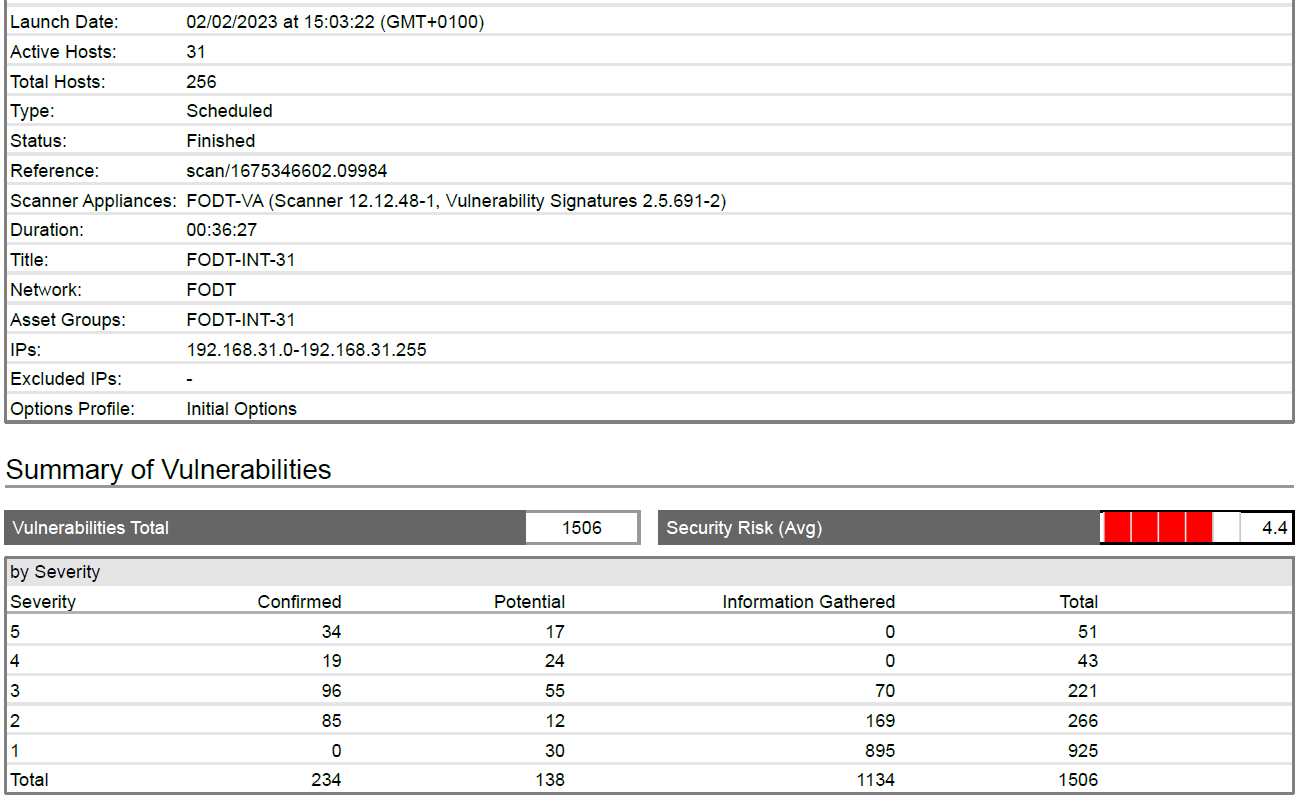 Launch Date: 02/02/2023 at 15:03:22 (GMT+0100)
Active Hosts: 31
Total Hosts: 256
Type: Scheduled
Status: Finished
Reference: scan/1675346602.09984
Scanner Appliances: FODT-VA (Scanner 12.12.48-1, Vulnerability Signatures 2.5.691-2)
Duration: 00:36:27
Title: FODT-INT-31
Network: FODT
Asset Groups: FODT-INT-31
IPs: 192.168.31.0-192.168.31.255
Excluded IPs: -
Options Profile: Initial Options
Summary of Vulnerabilities
Vulnerabilities Total 1506 Security Risk (Avg) 4.4
by Severity
Severity Confirmed Potential Information Gathered Total
5 34 17 0 51
4 19 24 0 43
3 96 55 70 221
2 85 12 169 266
1 0 30 895 925
Total 234 138 1134 1506